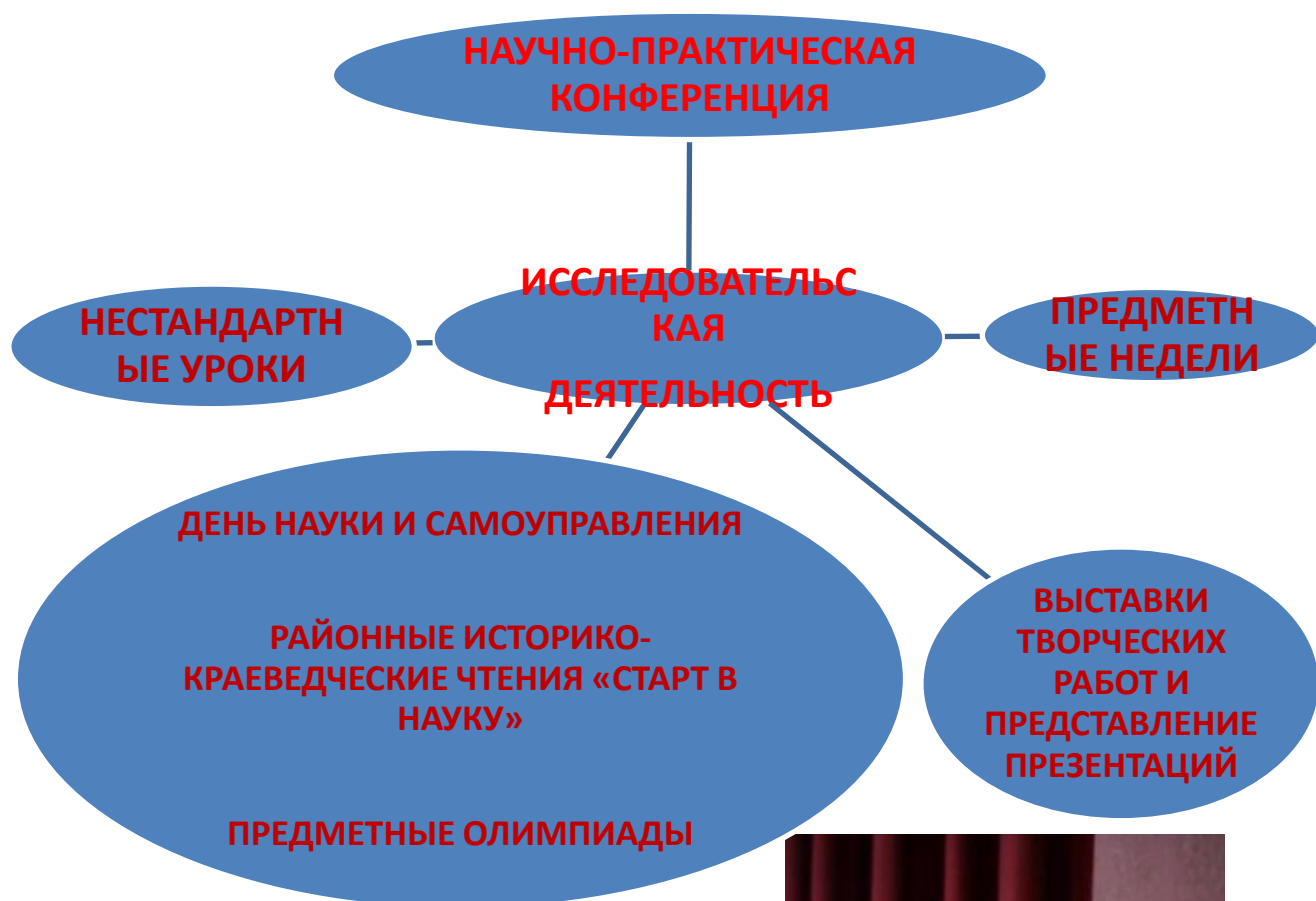 НАУЧНО-ПРАКТИЧЕСКАЯ
КОНФЕРЕНЦИЯ
ИССЛЕДОВАТЕЛЬС
КАЯ
ДЕЯТЕЛЬНОСТЬ
НЕСТАНДАРТН
ЫЕ УРОКИ
ПРЕДМЕТН
ЫЕ НЕДЕЛИ
ДЕНЬ НАУКИ И САМОУПРАВЛЕНИЯ
РАЙОННЫЕ ИСТОРИКО-
КРАЕВЕДЧЕСКИЕ ЧТЕНИЯ «СТАРТ В
НАУКУ»
ПРЕДМЕТНЫЕ ОЛИМПИАДЫ
ВЫСТАВКИ
ТВОРЧЕСКИХ
РАБОТ И
ПРЕДСТАВЛЕНИЕ
ПРЕЗЕНТАЦИЙ